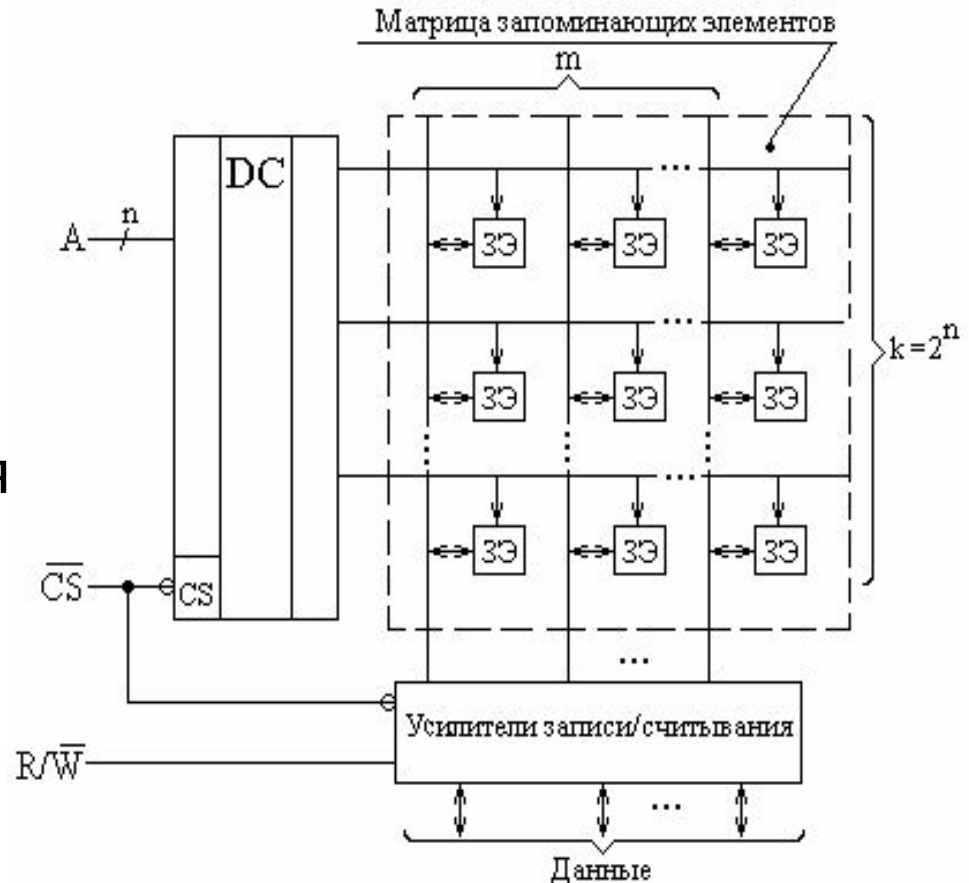 Матрица запоминающих элементов
m
DC
n
A
... 
ЗЭ ЗЭ ЗЭ
...
k=2ⁿ
ЗЭ ЗЭ ЗЭ
я
...
ЗЭ ЗЭ ЗЭ
C̅S̅
CS
...
Усилители записи/считывания
R/W̅
...
Данные